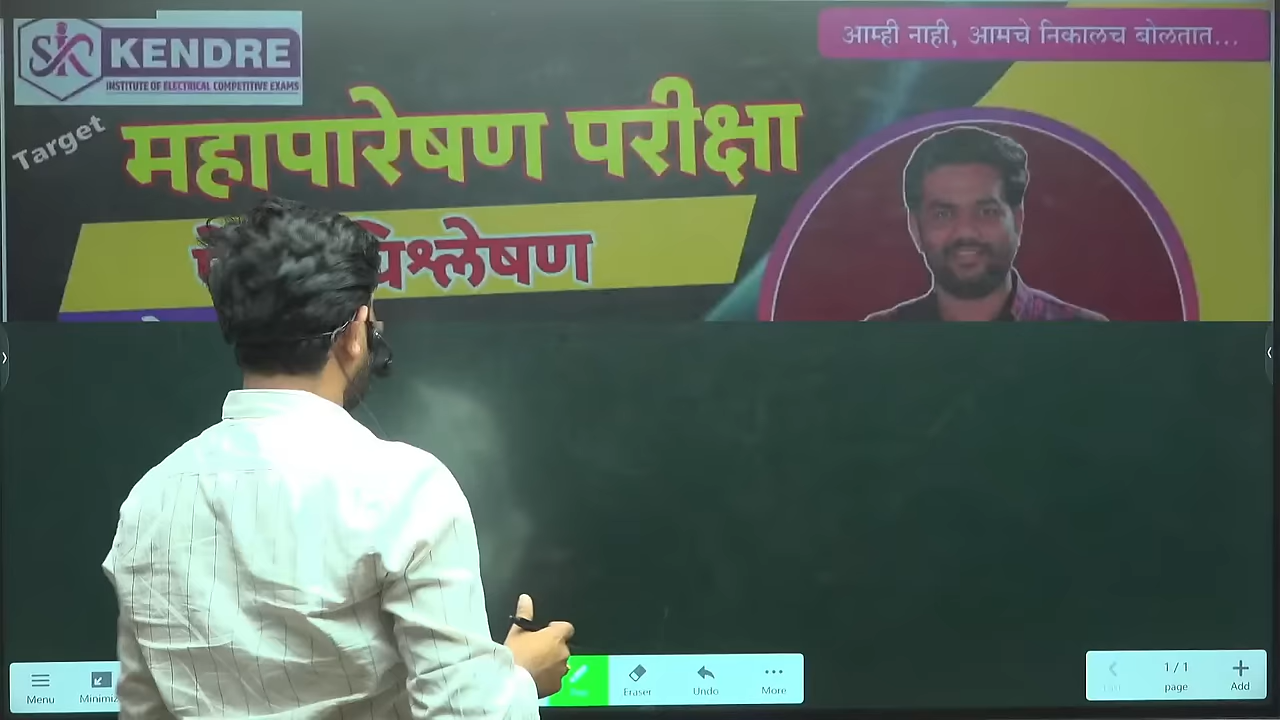 SIR KENDRE
INSTITUTE OF ELECTRICAL COMPETITIVE EXAMS
आम्ही नाही, आमचे निकालच बोलतात...
Target
महापारेषण परीक्षा
विश्लेषण
Menu
Eraser
Undo
More
1 / 1
page
Add